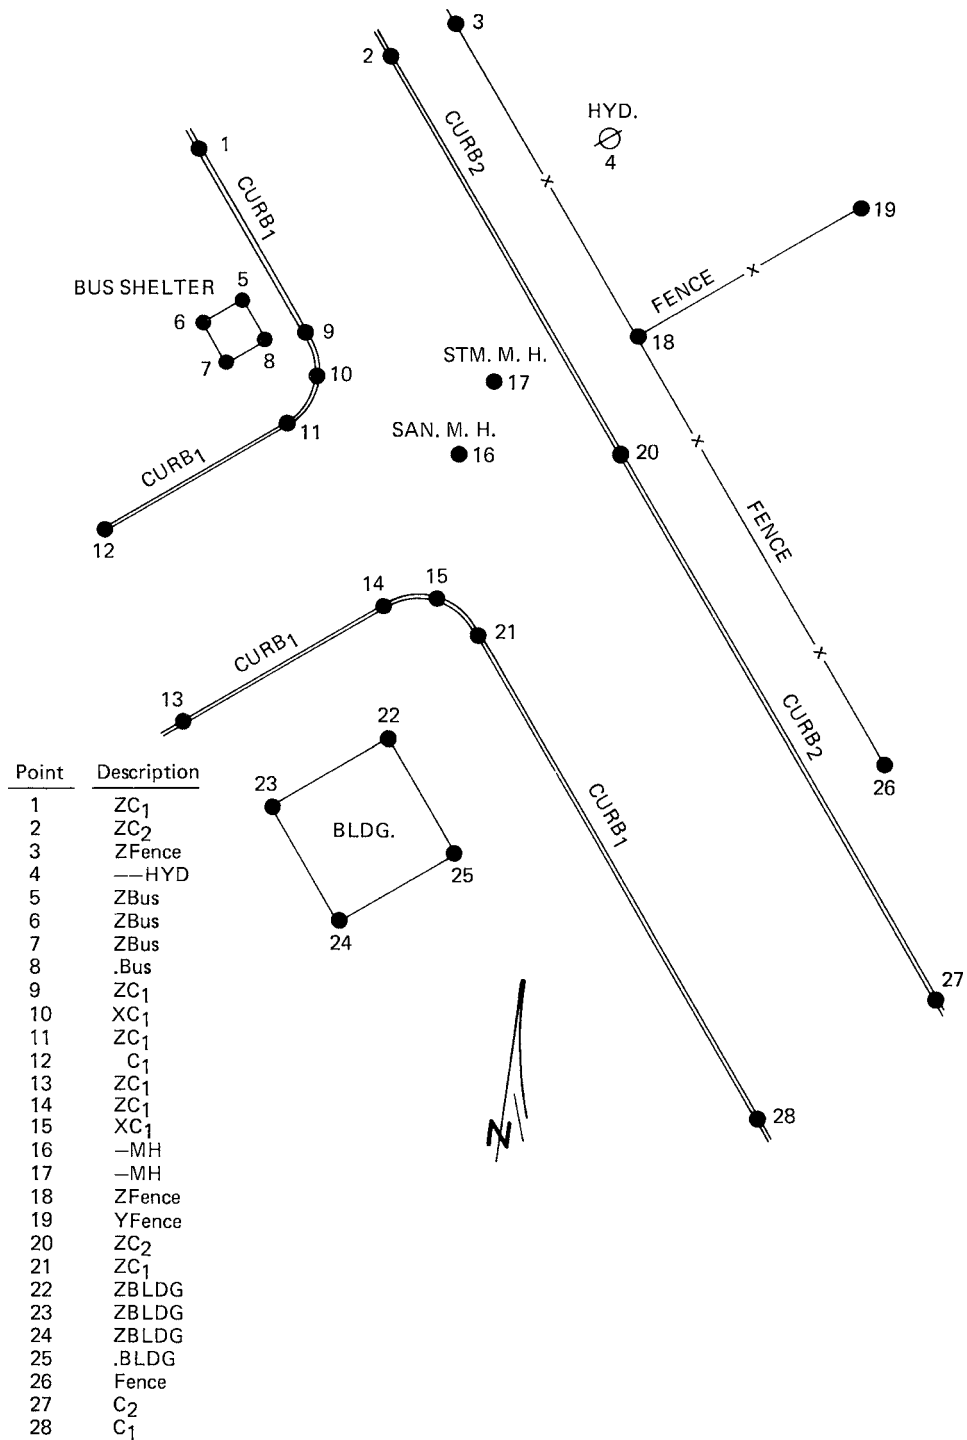 3
2
HYD.
4
CURB2
1
CURB1
19
BUS SHELTER
5
6
FENCE
9
8
7
18
STM. M. H.
17
10
11
SAN. M. H.
16
20
CURB1
12
FENCE
14
15
21
CURB1
13
CURB2
22
26
23
BLDG.
CURB1
25
24
27
N
28
Point Description
1 ZC1
2 ZC2
3 ZFence
4 ——HYD
5 ZBus
6 ZBus
7 ZBus
8 .Bus
9 ZC1
10 XC1
11 ZC1
12 C1
13 ZC1
14 ZC1
15 XC1
16 —MH
17 —MH
18 ZFence
19 YFence
20 ZC2
21 ZC1
22 ZBLDG
23 ZBLDG
24 ZBLDG
25 .BLDG
26 Fence
27 C2
28 C1